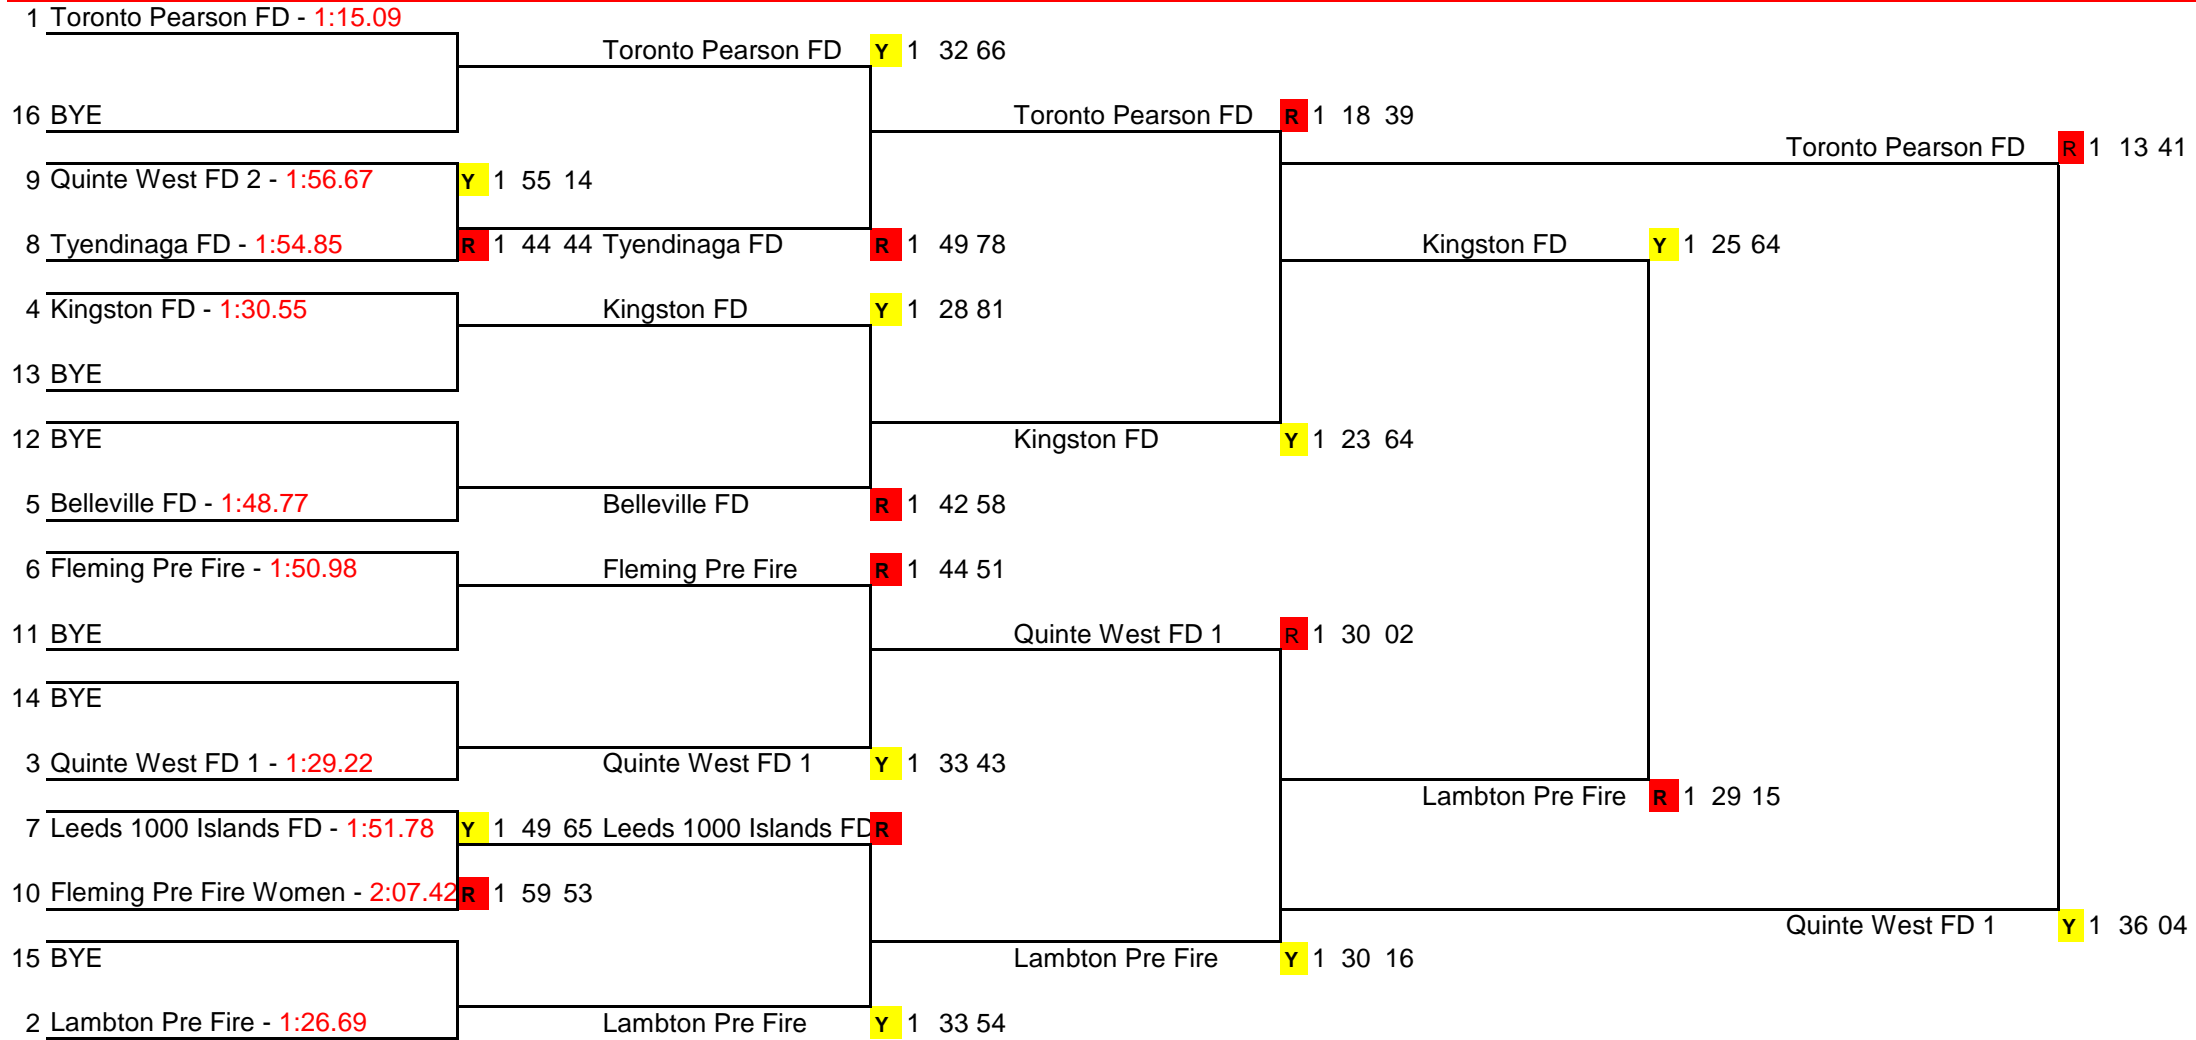 1 Toronto Pearson FD - 1:15.09
Toronto Pearson FD Y 1 32 66
16 BYE Toronto Pearson FD R 1 18 39
Toronto Pearson FD R 1 13 41
9 Quinte West FD 2 - 1:56.67 Y 1 55 14
8 Tyendinaga FD - 1:54.85 R 1 44 44 Tyendinaga FD R 1 49 78 Kingston FD Y 1 25 64
4 Kingston FD - 1:30.55 Kingston FD Y 1 28 81
13 BYE
12 BYE Kingston FD Y 1 23 64
5 Belleville FD - 1:48.77 Belleville FD R 1 42 58
6 Fleming Pre Fire - 1:50.98 Fleming Pre Fire R 1 44 51
11 BYE Quinte West FD 1 R 1 30 02
14 BYE
3 Quinte West FD 1 - 1:29.22 Quinte West FD 1 Y 1 33 43
Lambton Pre Fire R 1 29 15
7 Leeds 1000 Islands FD - 1:51.78 Y 1 49 65 Leeds 1000 Islands FD R
10 Fleming Pre Fire Women - 2:07.42 R 1 59 53
Quinte West FD 1 Y 1 36 04
15 BYE Lambton Pre Fire Y 1 30 16
2 Lambton Pre Fire - 1:26.69 Lambton Pre Fire Y 1 33 54